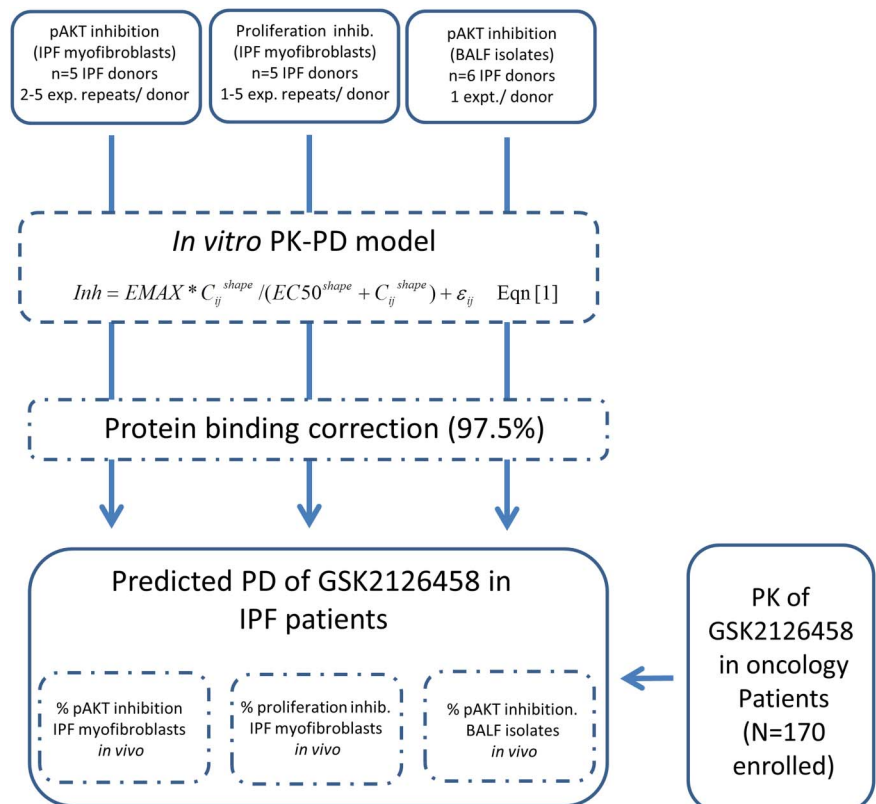 pAKT inhibition
(IPF myofibroblasts)
n=5 IPF donors
2-5 exp. repeats/ donor
Proliferation inhib.
(IPF myofibroblasts)
n=5 IPF donors
1-5 exp. repeats/ donor
pAKT inhibition
(BALF isolates)
n=6 IPF donors
1 expt./ donor
In vitro PK-PD model
Inh = EMAX * C_ij^shape /(EC50^shape + C_ij^shape) + ε_ij Eqn [1]
Protein binding correction (97.5%)
Predicted PD of GSK2126458 in
IPF patients
% pAKT inhibition
IPF myofibroblasts
in vivo
% proliferation inhib.
IPF myofibroblasts
in vivo
% pAKT inhibition.
BALF isolates
in vivo
PK of
GSK2126458
in oncology
Patients
(N=170
enrolled)